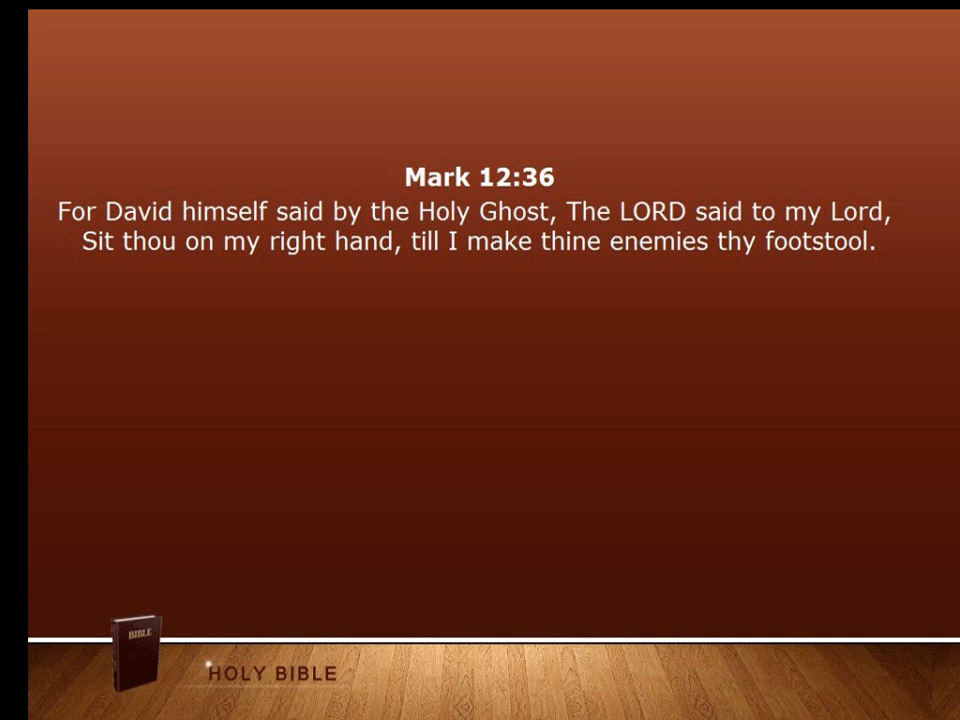 Mark 12:36
For David himself said by the Holy Ghost, The LORD said to my Lord,
Sit thou on my right hand, till I make thine enemies thy footstool.
BIBLE
HOLY BIBLE